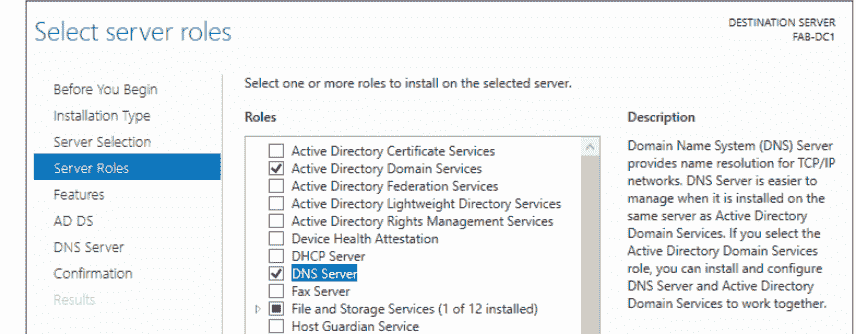 Select server roles
DESTINATION SERVER
FAB-DC1
Before You Begin
Installation Type
Server Selection
Server Roles
Features
AD DS
DNS Server
Confirmation
Results
Select one or more roles to install on the selected server.
Roles
Active Directory Certificate Services
Active Directory Domain Services
Active Directory Federation Services
Active Directory Lightweight Directory Services
Active Directory Rights Management Services
Device Health Attestation
DHCP Server
DNS Server
Fax Server
File and Storage Services (1 of 12 installed)
Host Guardian Service
Description
Domain Name System (DNS) Server
provides name resolution for TCP/IP
networks. DNS Server is easier to
manage when it is installed on the
same server as Active Directory
Domain Services. If you select the
Active Directory Domain Services
role, you can install and configure
DNS Server and Active Directory
Domain Services to work together.